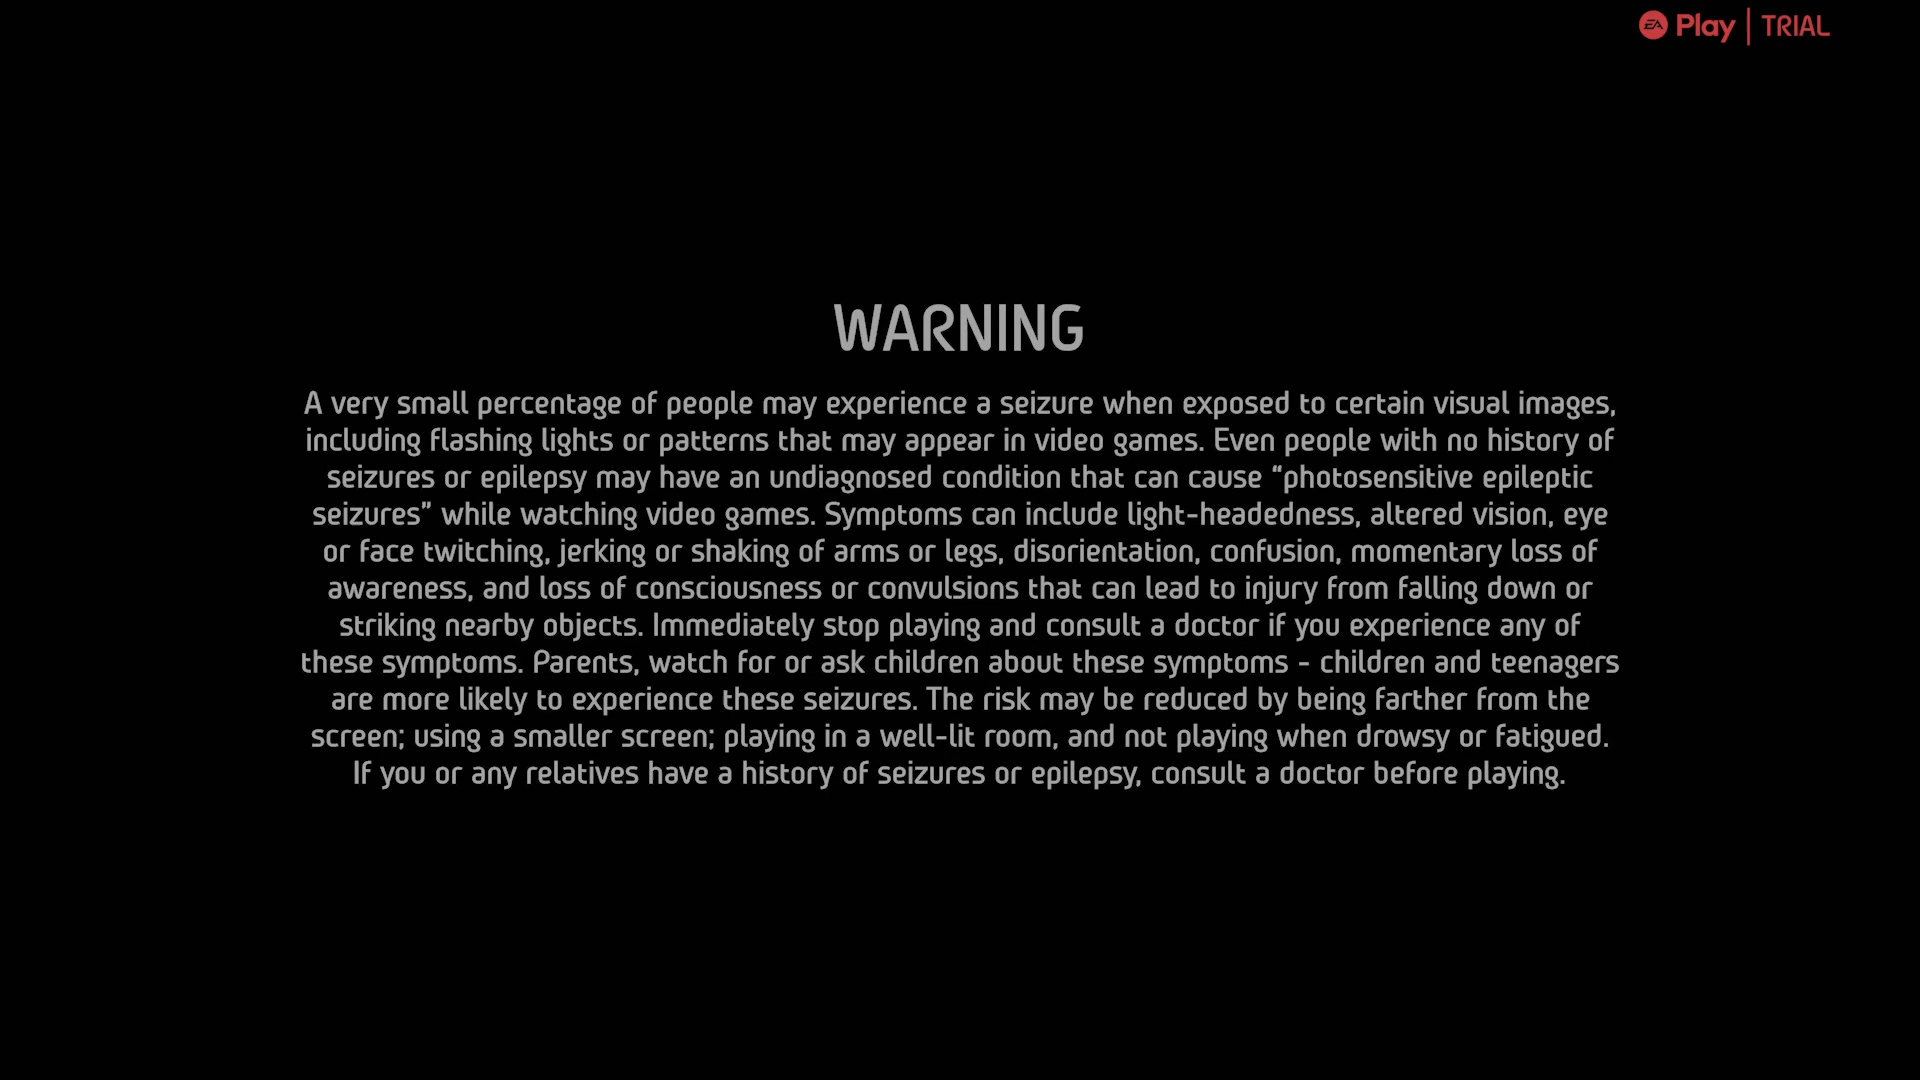 EA Play | TRIAL
WARNING
A very small percentage of people may experience a seizure when exposed to certain visual images,
including flashing lights or patterns that may appear in video games. Even people with no history of
seizures or epilepsy may have an undiagnosed condition that can cause “photosensitive epileptic
seizures” while watching video games. Symptoms can include light-headedness, altered vision, eye
or face twitching, jerking or shaking of arms or legs, disorientation, confusion, momentary loss of
awareness, and loss of consciousness or convulsions that can lead to injury from falling down or
striking nearby objects. Immediately stop playing and consult a doctor if you experience any of
these symptoms. Parents, watch for or ask children about these symptoms - children and teenagers
are more likely to experience these seizures. The risk may be reduced by being farther from the
screen; using a smaller screen; playing in a well-lit room, and not playing when drowsy or fatigued.
If you or any relatives have a history of seizures or epilepsy, consult a doctor before playing.